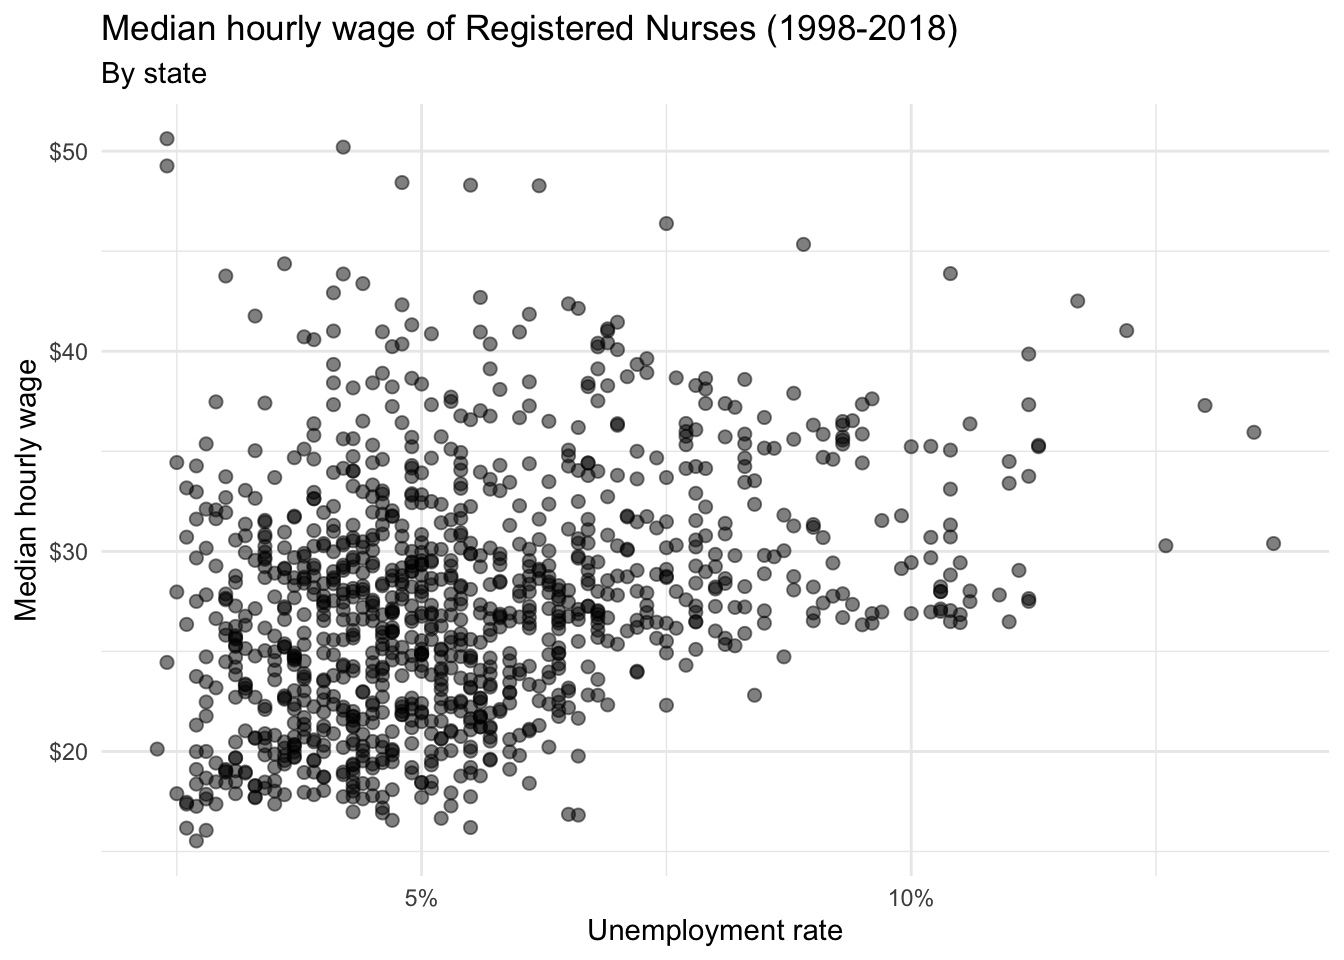 Median hourly wage of Registered Nurses (1998-2018)
By state
Median hourly wage
$50
$40
$30
$20
5%
10%
Unemployment rate